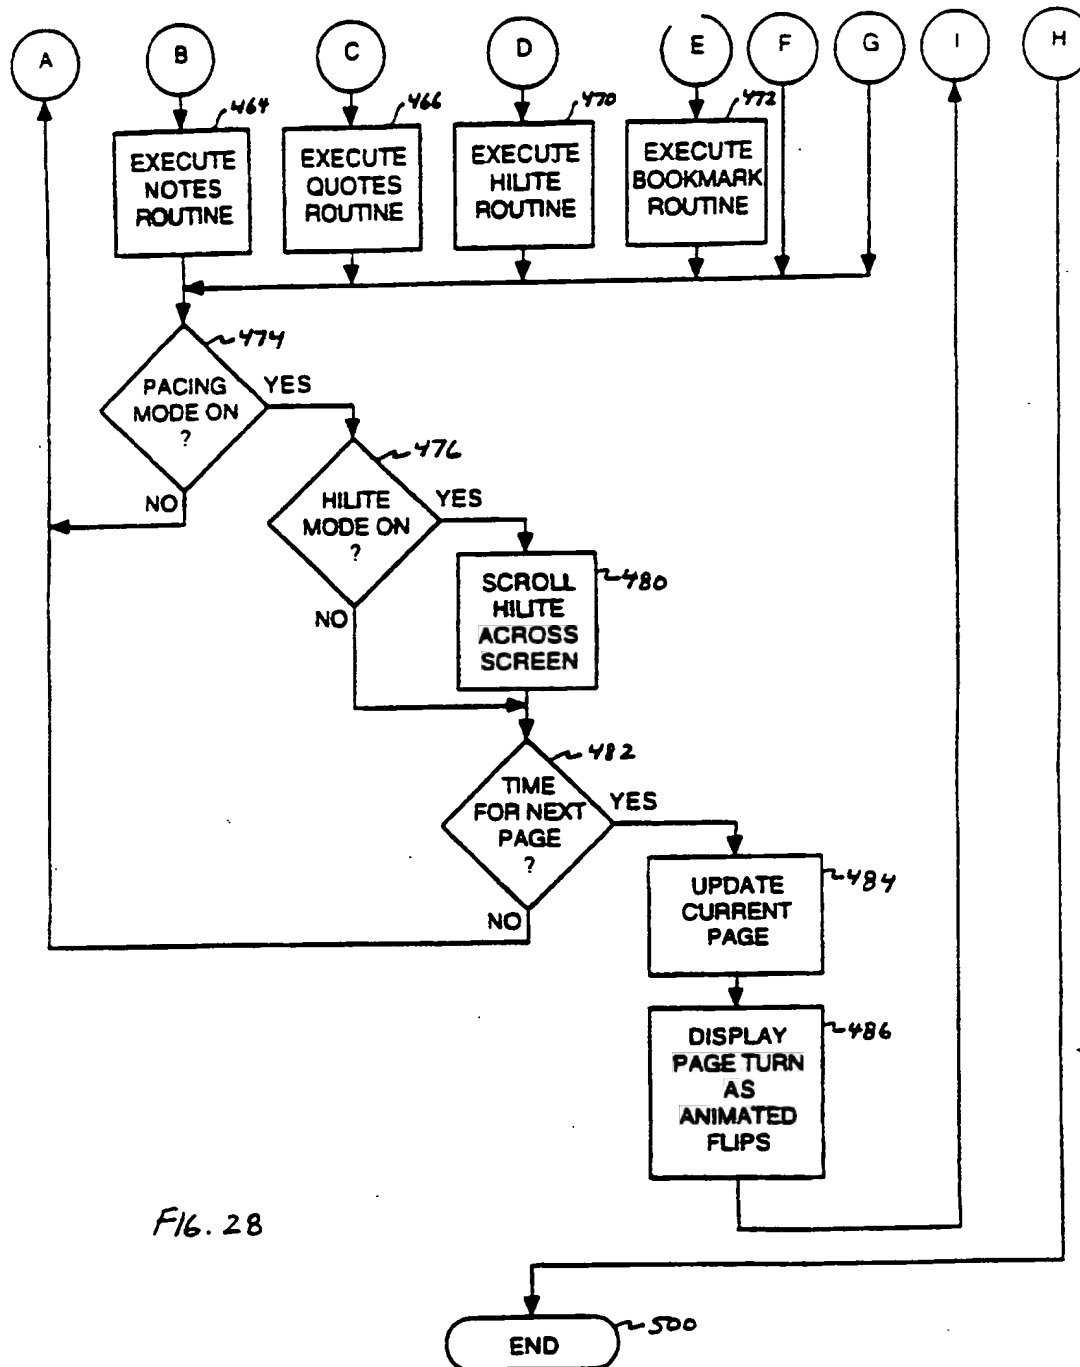 A B C D E F G I H
464 466 470 472
EXECUTE
NOTES
ROUTINE
EXECUTE
QUOTES
ROUTINE
EXECUTE
HILITE
ROUTINE
EXECUTE
BOOKMARK
ROUTINE
474
PACING
MODE ON
?
YES
NO
476
HILITE
MODE ON
?
YES
NO
480
SCROLL
HILITE
ACROSS
SCREEN
482
TIME
FOR NEXT
PAGE
?
YES
NO
484
UPDATE
CURRENT
PAGE
486
DISPLAY
PAGE TURN
AS
ANIMATED
FLIPS
FIG. 28
500
END